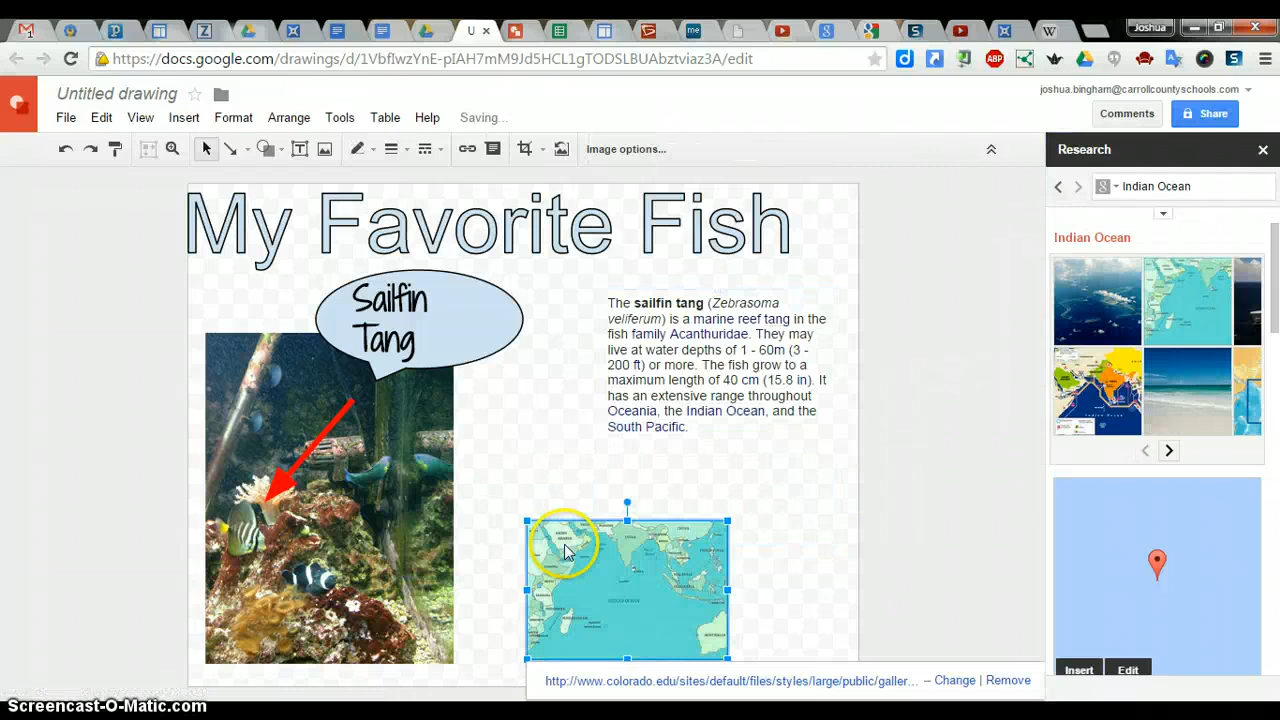 U
Joshua
https://docs.google.com/drawings/d/1VbfIwzYnE-pIAH7mM9Jd5HCL1gTODSLBUAbztviaz3A/edit
Untitled drawing
joshua.bingham@carrollcountyschools.com
File Edit View Insert Format Arrange Tools Table Help Saving...
Comments
Share
Image options...
Research
Indian Ocean
My Favorite Fish
Indian Ocean
Sailfin
Tang
The sailfin tang (Zebrasoma
veliferum) is a marine reef tang in the
fish family Acanthuridae. They may
live at water depths of 1 - 60m (3 -
200 ft) or more. The fish grow to a
maximum length of 40 cm (15.8 in). It
has an extensive range throughout
Oceania, the Indian Ocean, and the
South Pacific.
AUSTRALIA
Insert Edit
http://www.colorado.edu/sites/default/files/styles/large/public/galler... – Change | Remove
Screencast-O-Matic.com